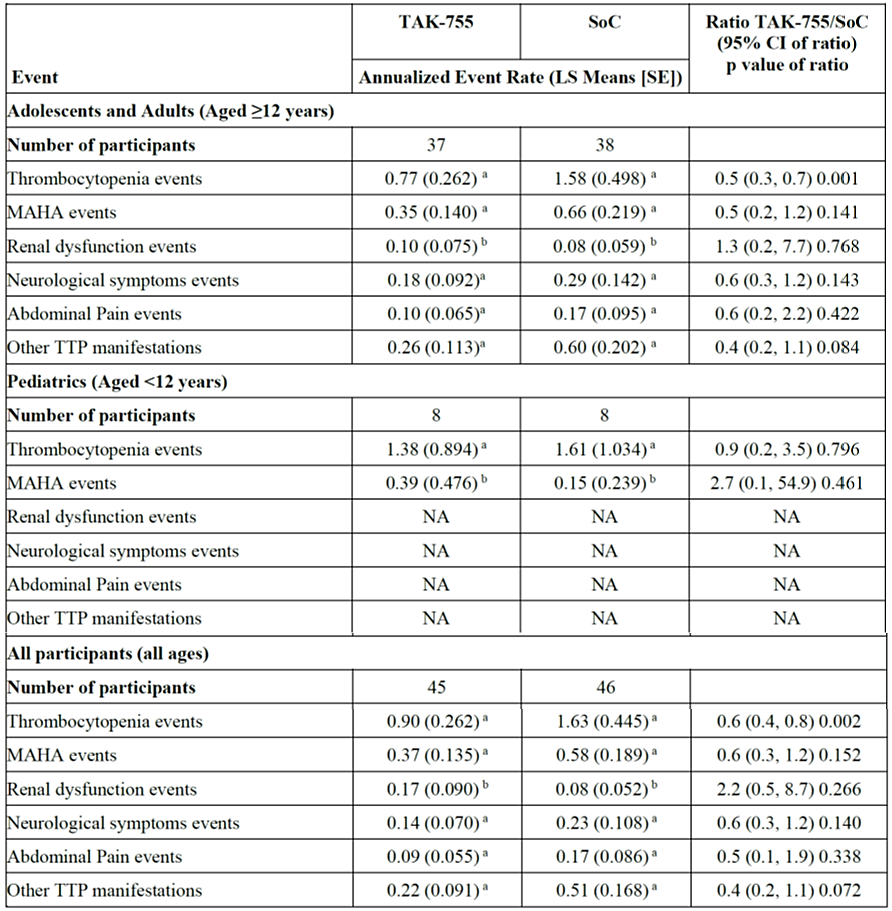 TAK-755 SoC Ratio TAK-755/SoC
(95% CI of ratio)
p value of ratio
Event Annualized Event Rate (LS Means [SE])
Adolescents and Adults (Aged ≥12 years)
Number of participants 37 38
Thrombocytopenia events 0.77 (0.262) a 1.58 (0.498) a 0.5 (0.3, 0.7) 0.001
MAHA events 0.35 (0.140) a 0.66 (0.219) a 0.5 (0.2, 1.2) 0.141
Renal dysfunction events 0.10 (0.075) b 0.08 (0.059) b 1.3 (0.2, 7.7) 0.768
Neurological symptoms events 0.18 (0.092)a 0.29 (0.142) a 0.6 (0.3, 1.2) 0.143
Abdominal Pain events 0.10 (0.065)a 0.17 (0.095) a 0.6 (0.2, 2.2) 0.422
Other TTP manifestations 0.26 (0.113)a 0.60 (0.202) a 0.4 (0.2, 1.1) 0.084
Pediatrics (Aged <12 years)
Number of participants 8 8
Thrombocytopenia events 1.38 (0.894) a 1.61 (1.034) a 0.9 (0.2, 3.5) 0.796
MAHA events 0.39 (0.476) b 0.15 (0.239) b 2.7 (0.1, 54.9) 0.461
Renal dysfunction events NA NA NA
Neurological symptoms events NA NA NA
Abdominal Pain events NA NA NA
Other TTP manifestations NA NA NA
All participants (all ages)
Number of participants 45 46
Thrombocytopenia events 0.90 (0.262) a 1.63 (0.445) a 0.6 (0.4, 0.8) 0.002
MAHA events 0.37 (0.135) a 0.58 (0.189) a 0.6 (0.3, 1.2) 0.152
Renal dysfunction events 0.17 (0.090) b 0.08 (0.052) b 2.2 (0.5, 8.7) 0.266
Neurological symptoms events 0.14 (0.070) a 0.23 (0.108) a 0.6 (0.3, 1.2) 0.140
Abdominal Pain events 0.09 (0.055) a 0.17 (0.086) a 0.5 (0.1, 1.9) 0.338
Other TTP manifestations 0.22 (0.091) a 0.51 (0.168) a 0.4 (0.2, 1.1) 0.072